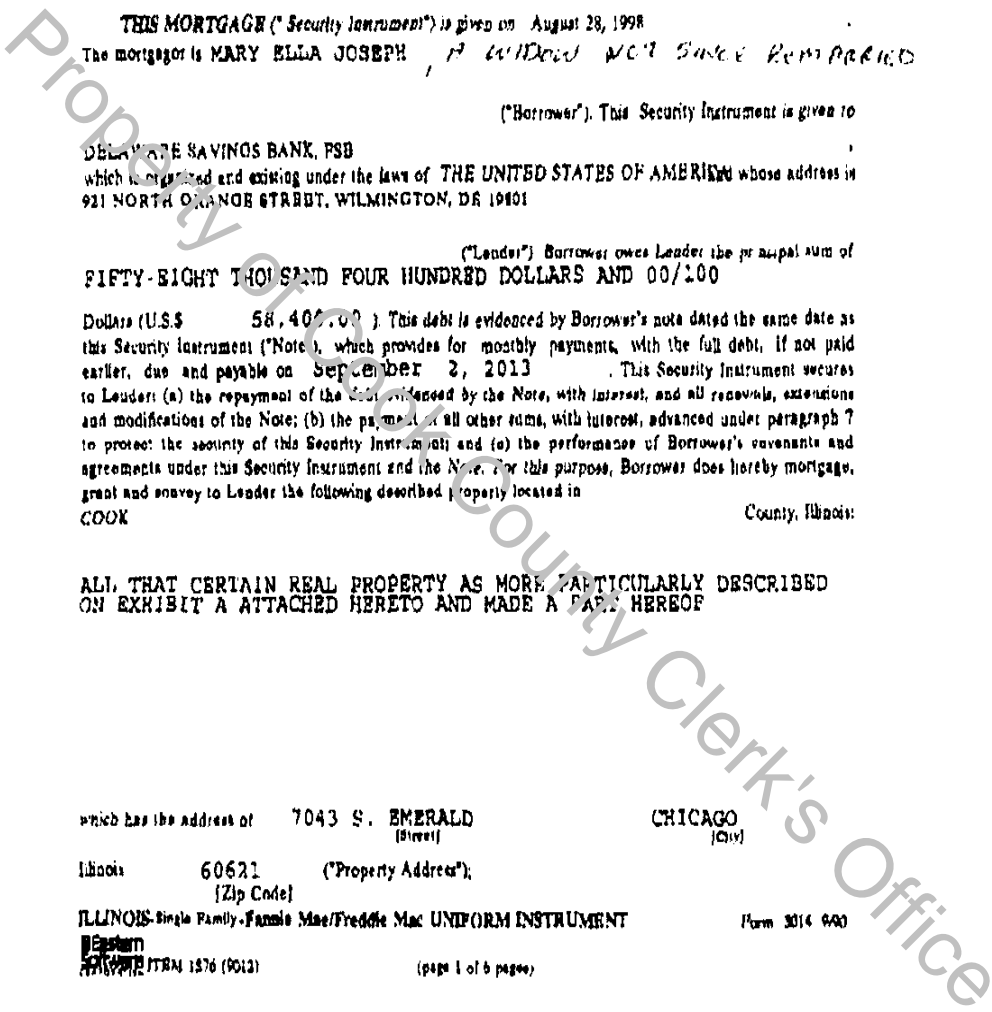 THIS MORTGAGE ("Security Instrument") is given on August 28, 1998
The mortgagor is MARY ELLA JOSEPH , A WIDOW NOT SINCE REMARRIED
("Borrower"). This Security Instrument is given to
DELAWARE SAVINGS BANK, FSB
which is organized and existing under the laws of THE UNITED STATES OF AMERICA and whose address is
921 NORTH ORANGE STREET, WILMINGTON, DE 19801
("Lender") Borrower owes Lender the principal sum of
FIFTY-EIGHT THOUSAND FOUR HUNDRED DOLLARS AND 00/100
Dollars (U.S.$ 58,400.00 ). This debt is evidenced by Borrower's note dated the same date as
this Security Instrument ("Note"), which provides for monthly payments, with the full debt, if not paid
earlier, due and payable on September 2, 2013 . This Security Instrument secures
to Lender: (a) the repayment of the debt evidenced by the Note, with interest, and all renewals, extensions
and modifications of the Note; (b) the payment of all other sums, with interest, advanced under paragraph 7
to protect the security of this Security Instrument; and (c) the performance of Borrower's covenants and
agreements under this Security Instrument and the Note. For this purpose, Borrower does hereby mortgage,
grant and convey to Lender the following described property located in
COOK County, Illinois:
ALL THAT CERTAIN REAL PROPERTY AS MORE PARTICULARLY DESCRIBED
ON EXHIBIT A ATTACHED HERETO AND MADE A PART HEREOF
which has the address of 7043 S. EMERALD CHICAGO
[Street] [City]
Illinois 60621 ("Property Address");
[Zip Code]
ILLINOIS-Single Family-Fannie Mae/Freddie Mac UNIFORM INSTRUMENT Form 3014 9/90
Eastern
Software ITEM 1876 (9012) (page 1 of 6 pages)
Property of Cook County Clerk's Office